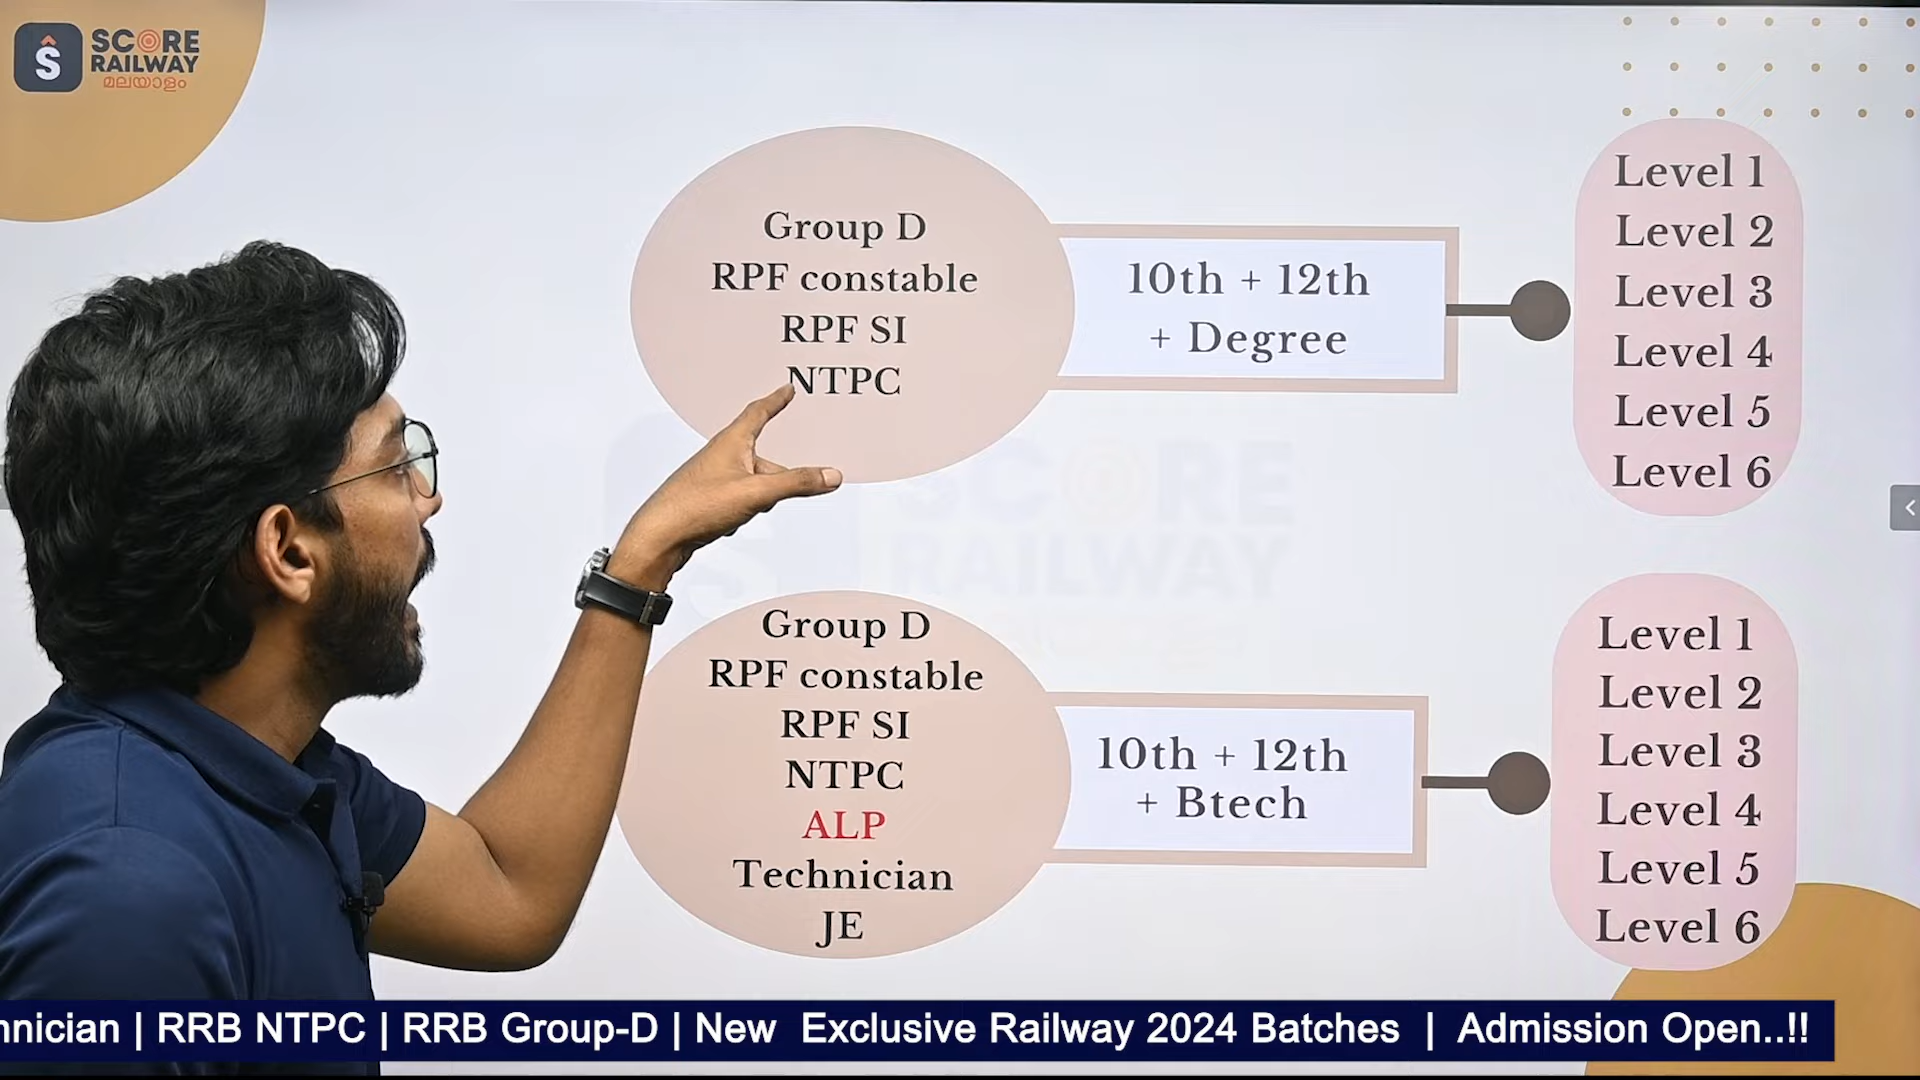 SCORE
RAILWAY
മലയാളം
Group D
RPF constable
RPF SI
NTPC
10th + 12th
+ Degree
Level 1
Level 2
Level 3
Level 4
Level 5
Level 6
SCORE
RAILWAY
Group D
RPF constable
RPF SI
NTPC
ALP
Technician
JE
10th + 12th
+ Btech
Level 1
Level 2
Level 3
Level 4
Level 5
Level 6
hnician | RRB NTPC | RRB Group-D | New Exclusive Railway 2024 Batches | Admission Open..!!